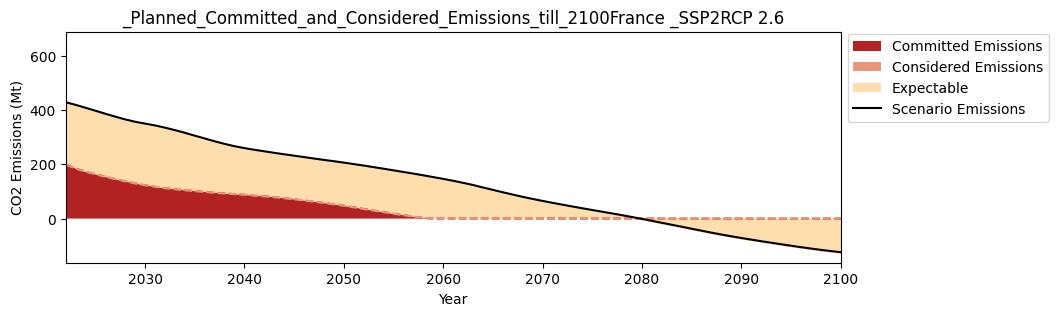 _Planned_Committed_and_Considered_Emissions_till_2100France _SSP2RCP 2.6
Committed Emissions
Considered Emissions
Expectable
Scenario Emissions
CO2 Emissions (Mt)
600
400
200
0
2030
2040
2050
2060
2070
2080
2090
2100
Year